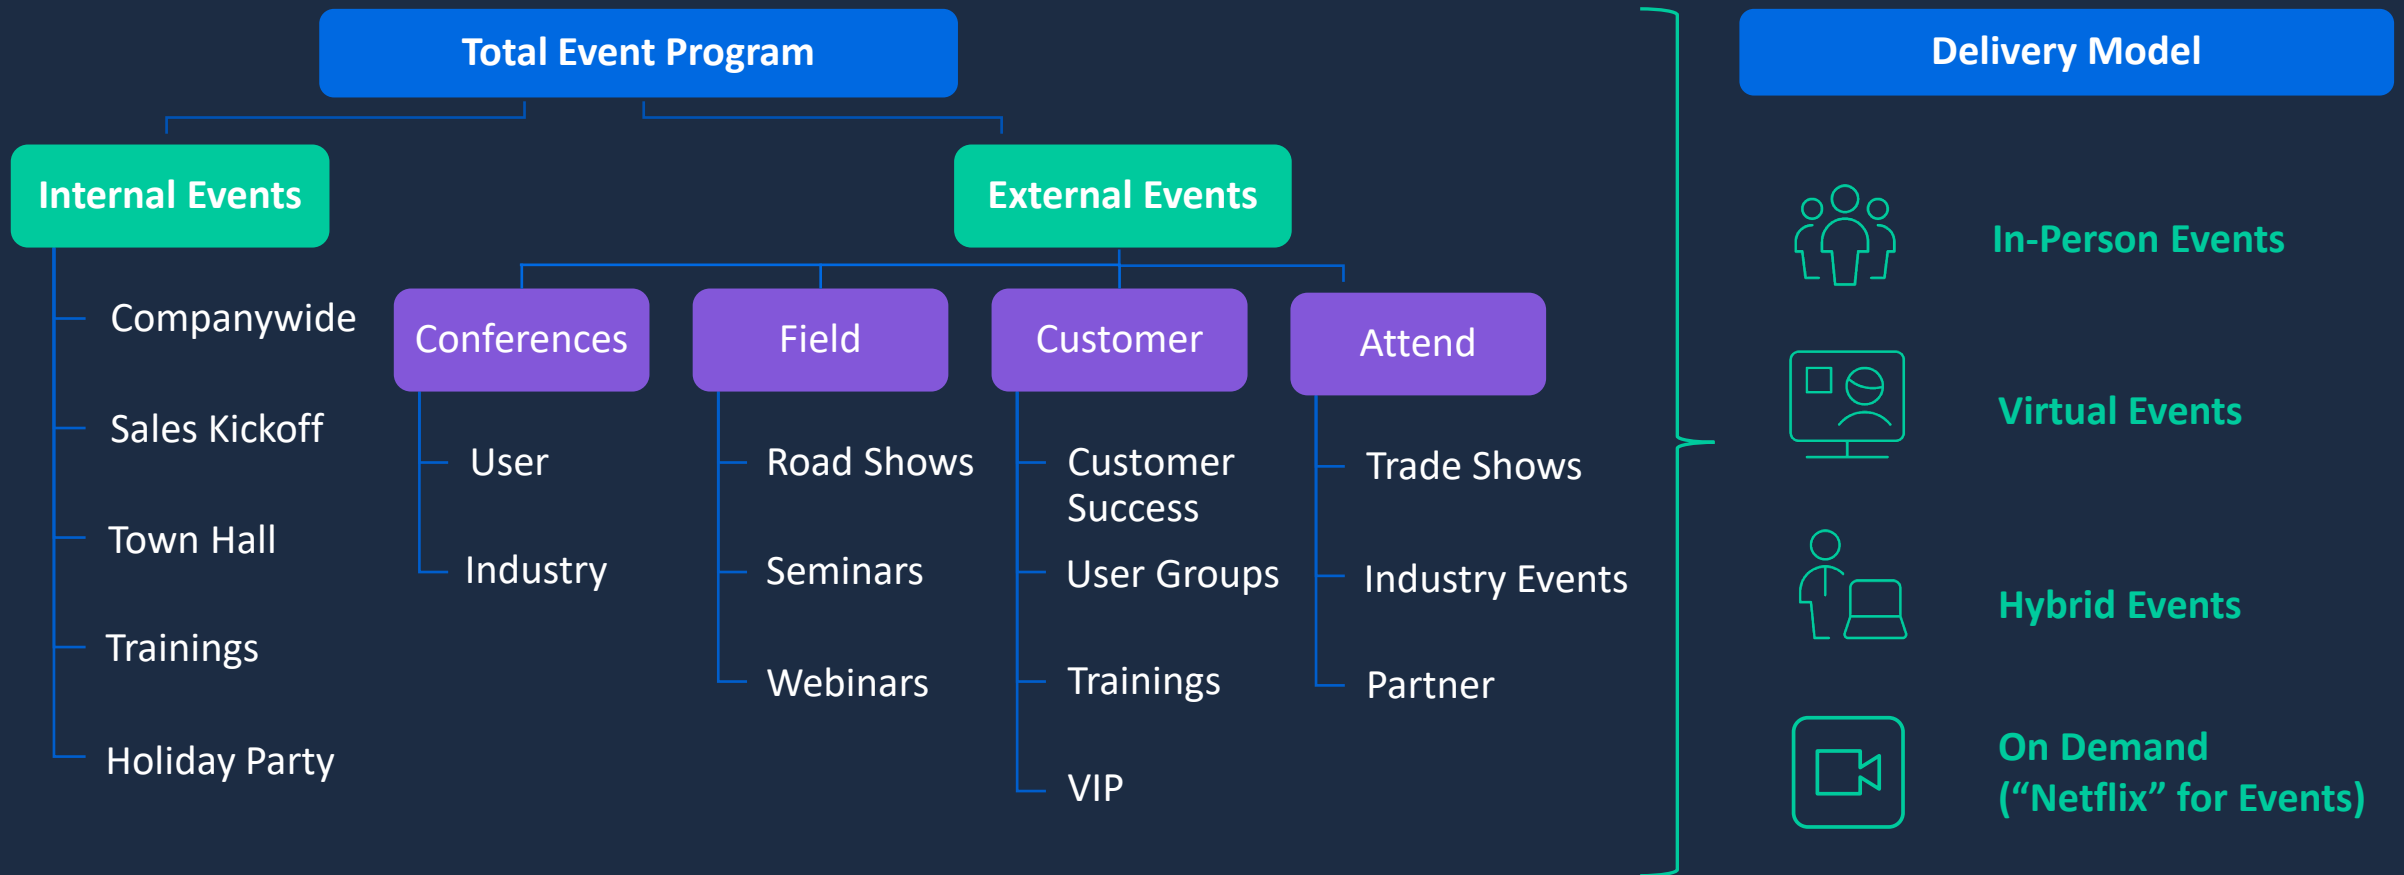 Total Event Program
Delivery Model
Internal Events
External Events
Companywide
Sales Kickoff
Town Hall
Trainings
Holiday Party
Conferences
User
Industry
Field
Road Shows
Seminars
Webinars
Customer
Customer
Success
User Groups
Trainings
VIP
Attend
Trade Shows
Industry Events
Partner
In-Person Events
Virtual Events
Hybrid Events
On Demand
(“Netflix” for Events)